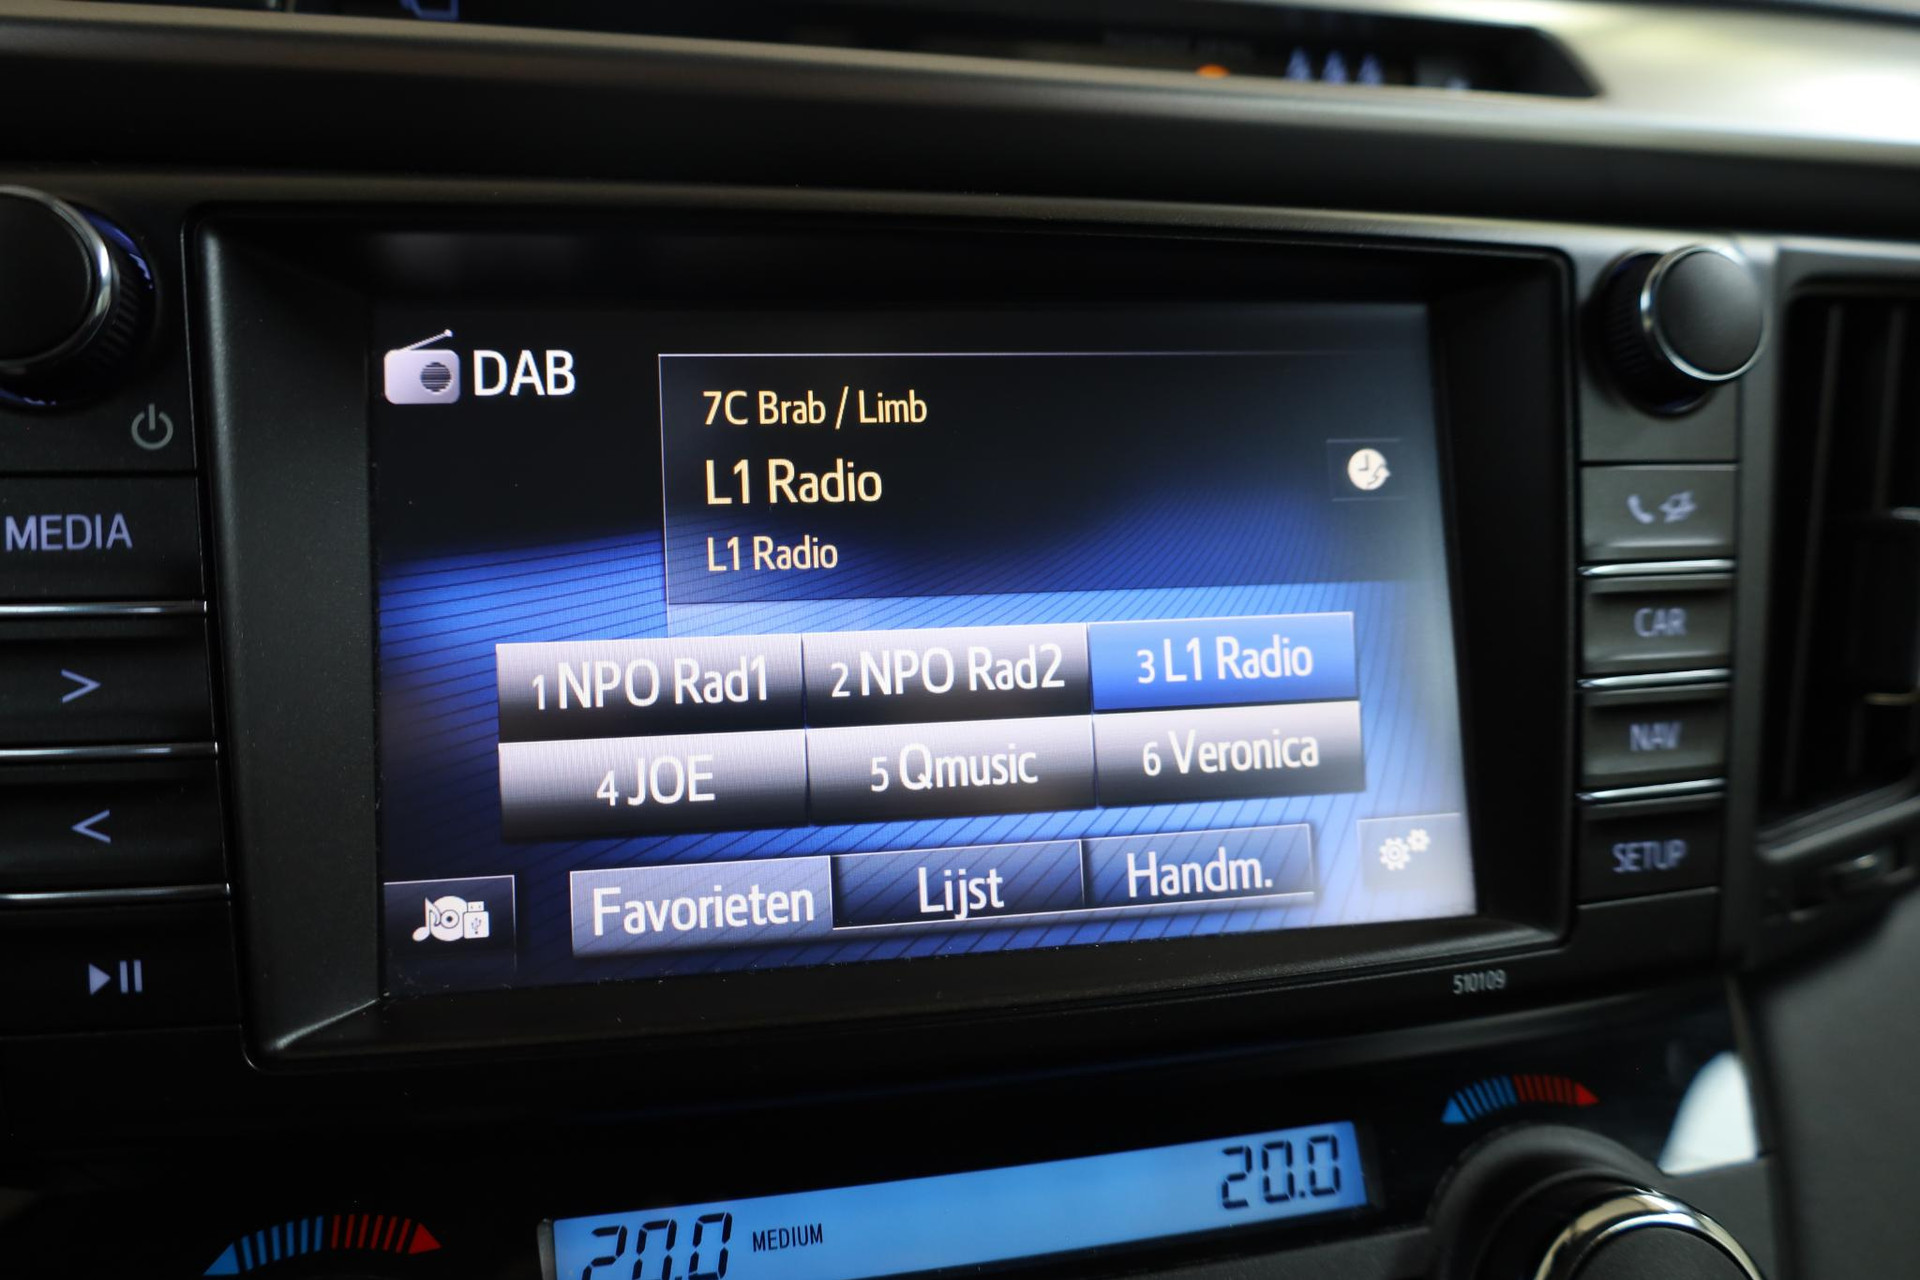 DAB
7C Brab / Limb
L1 Radio
L1 Radio
MEDIA
1 NPO Rad1
2 NPO Rad2
3 L1 Radio
4 JOE
5 Qmusic
6 Veronica
Favorieten
Lijst
Handm.
CAR
NAV
SETUP
510109
20.0
MEDIUM
20.0